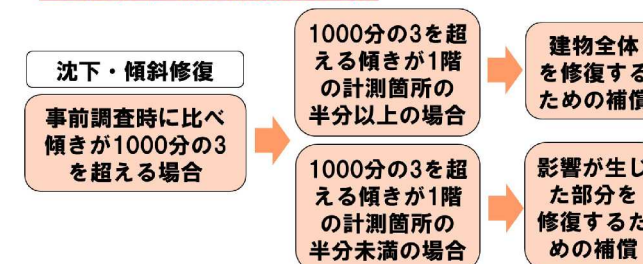 沈下・傾斜修復
事前調査時に比べ
傾きが1000分の3
を超える場合
1000分の3を超
える傾きが1階
の計測箇所の
半分以上の場合
建物全体
を修復する
ための補償
1000分の3を超
える傾きが1階
の計測箇所の
半分未満の場合
影響が生じ
た部分を
修復するた
めの補償